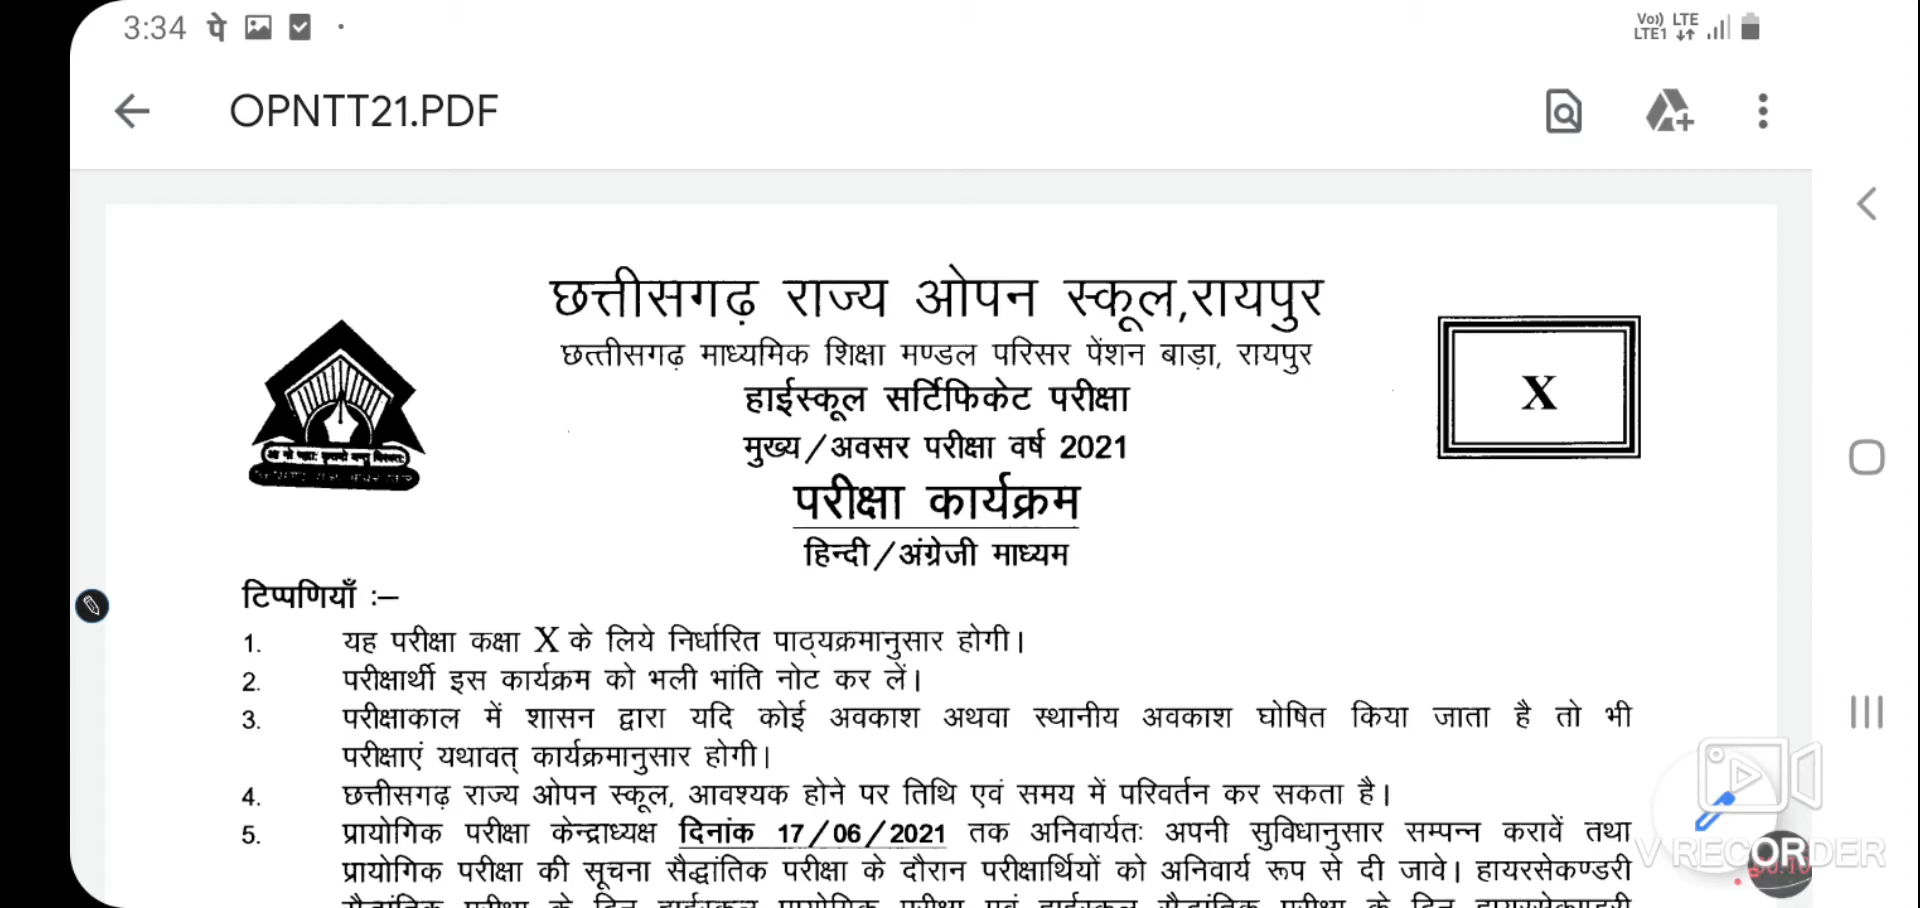 3:34 पे
Vo)) LTE
LTE1
OPNTT21.PDF
छत्तीसगढ़ राज्य ओपन स्कूल,रायपुर
छत्तीसगढ़ माध्यमिक शिक्षा मण्डल परिसर पेंशन बाड़ा, रायपुर
हाईस्कूल सर्टिफिकेट परीक्षा
X
मुख्य/अवसर परीक्षा वर्ष 2021
परीक्षा कार्यक्रम
हिन्दी/अंग्रेजी माध्यम
टिप्पणियाँ :–
1. यह परीक्षा कक्षा X के लिये निर्धारित पाठ्यक्रमानुसार होगी।
2. परीक्षार्थी इस कार्यक्रम को भली भांति नोट कर लें।
3. परीक्षाकाल में शासन द्वारा यदि कोई अवकाश अथवा स्थानीय अवकाश घोषित किया जाता है तो भी
परीक्षाएं यथावत् कार्यक्रमानुसार होगी।
4. छत्तीसगढ़ राज्य ओपन स्कूल, आवश्यक होने पर तिथि एवं समय में परिवर्तन कर सकता है।
5. प्रायोगिक परीक्षा केन्द्राध्यक्ष दिनांक 17/06/2021 तक अनिवार्यतः अपनी सुविधानुसार सम्पन्न करावें तथा
प्रायोगिक परीक्षा की सूचना सैद्धांतिक परीक्षा के दौरान परीक्षार्थियों को अनिवार्य रूप से दी जावे। हायरसेकण्डरी
V RECORDER